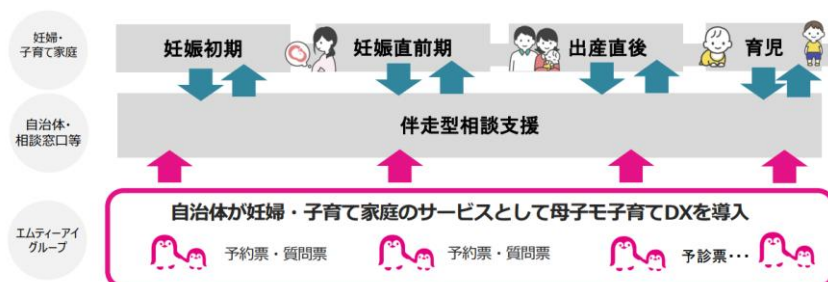 妊婦・
子育て家庭
妊娠初期
妊娠直前期
出産直後
育児
自治体・
相談窓口等
伴走型相談支援
エムティーアイ
グループ
自治体が妊婦・子育て家庭のサービスとして母子モ子育てDXを導入
予約票・質問票
予約票・質問票
予診票・・・